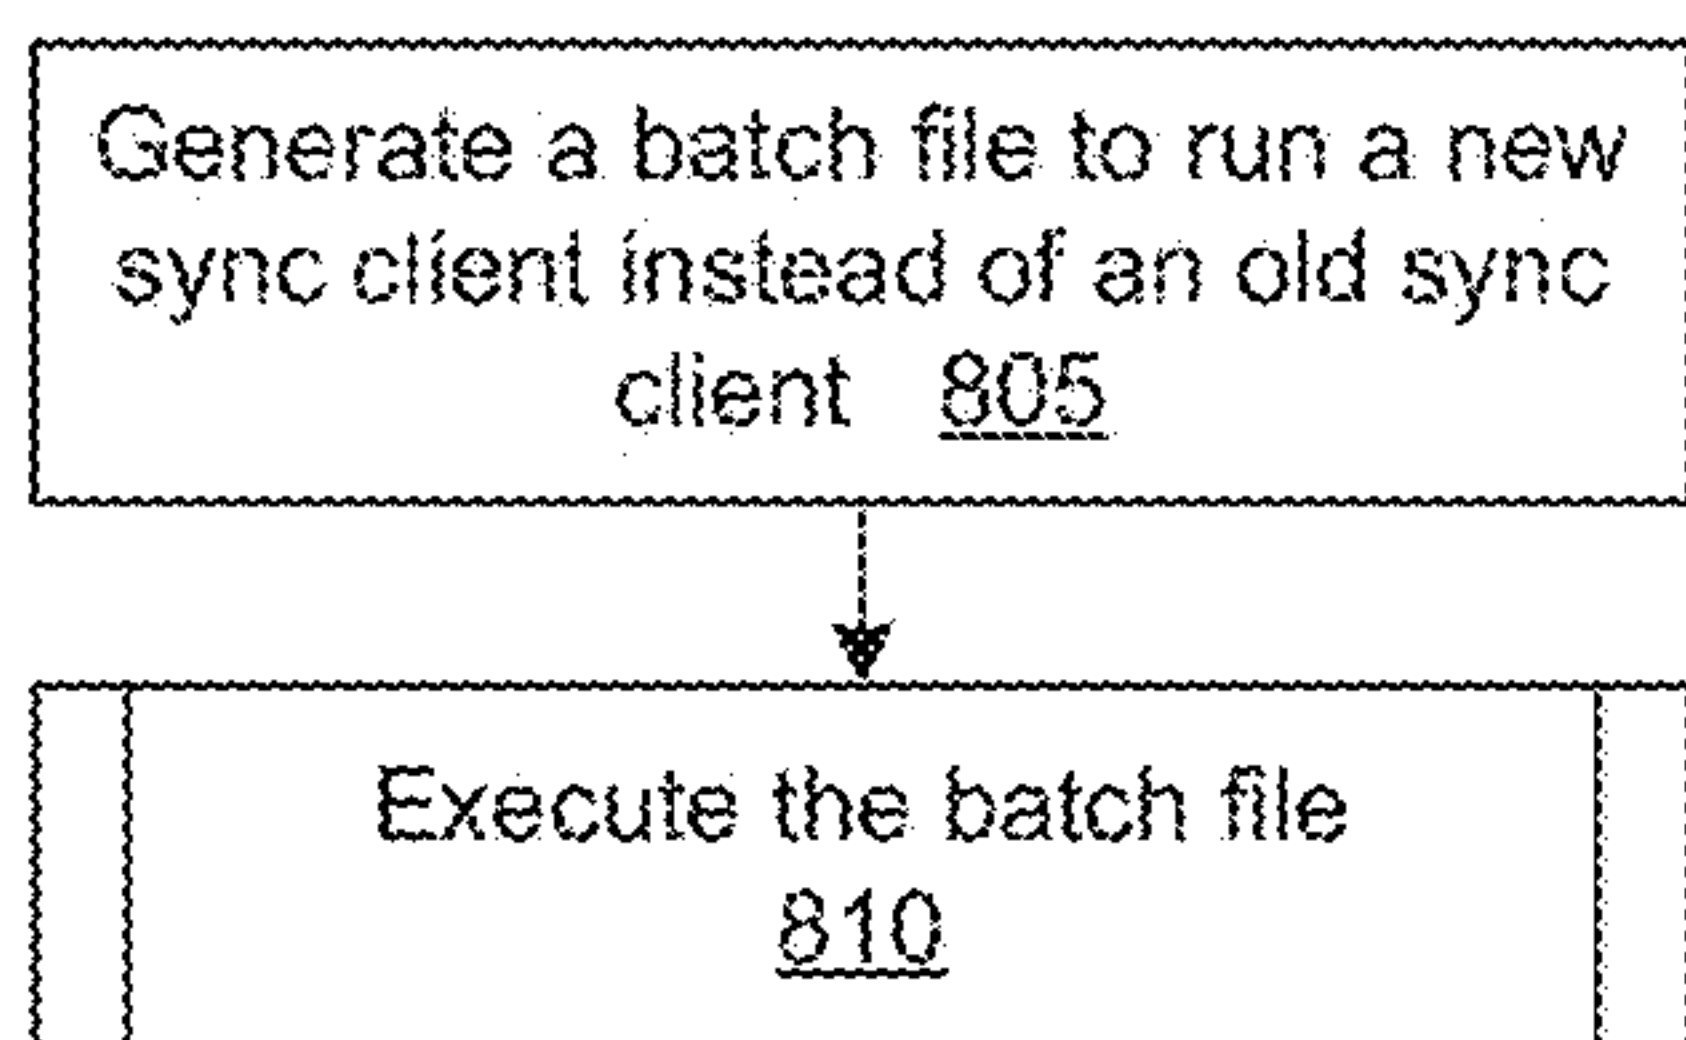 Generate a batch file to run a new
sync client instead of an old sync
client 805
Execute the batch file
810